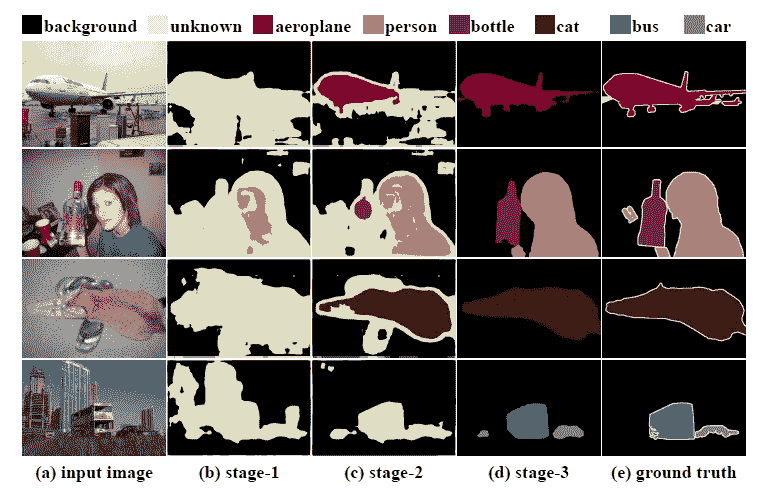 background unknown aeroplane person bottle cat bus car
(a) input image (b) stage-1 (c) stage-2 (d) stage-3 (e) ground truth